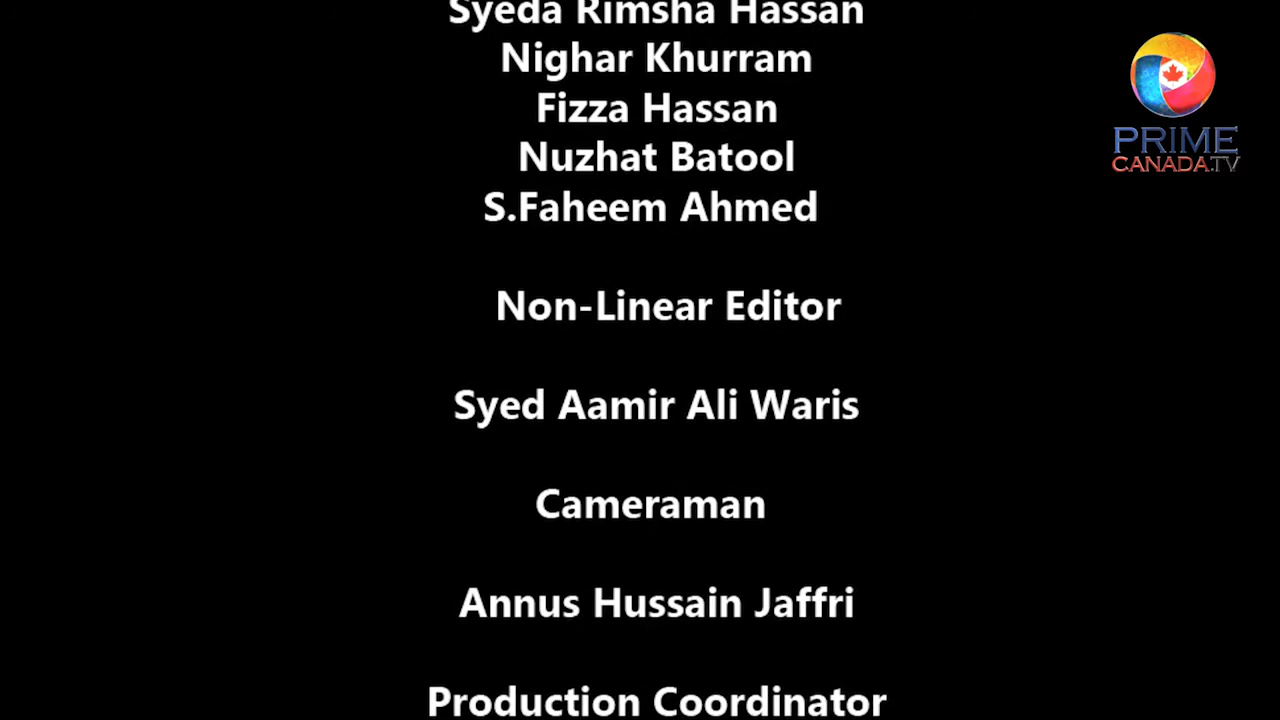 Syeda Rimsha Hassan
Nighar Khurram
Fizza Hassan
Nuzhat Batool
S.Faheem Ahmed
Non-Linear Editor
Syed Aamir Ali Waris
Cameraman
Annus Hussain Jaffri
Production Coordinator
PRIME
CANADA.TV